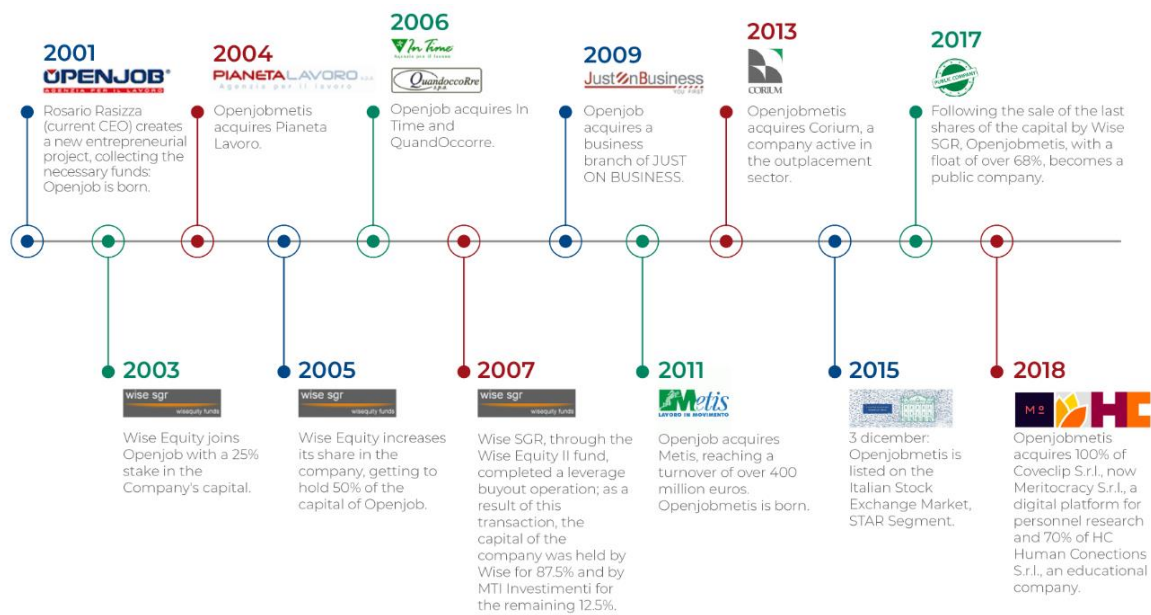 2001
OPENJOB
AGENZIA PER IL LAVORO
Rosario Rasizza
(current CEO) creates
a new entrepreneurial
project, collecting the
necessary funds:
Openjob is born.
2003
wise sgr
wisequity funds
Wise Equity joins
Openjob with a 25%
stake in the
Company's capital.
2004
PIANETA LAVORO
Agenzia per il lavoro
Openjobmetis
acquires Pianeta
Lavoro.
2005
wise sgr
wisequity funds
Wise Equity increases
its share in the
company, getting to
hold 50% of the
capital of Openjob.
2006
In Time
Agenzia per il lavoro
QuandoccoRre
s.p.a.
Openjob acquires In
Time and
QuandOccorre.
2007
wise sgr
wisequity funds
Wise SGR, through the
Wise Equity II fund,
completed a leverage
buyout operation; as a
result of this
transaction, the
capital of the
company was held by
Wise for 87.5% and by
MTI Investimenti for
the remaining 12.5%.
2009
JustOnBusiness
YOU FIRST
Openjob
acquires a
business
branch of JUST
ON BUSINESS.
2011
Metis
LAVORO IN MOVIMENTO
Openjob acquires
Metis, reaching a
turnover of over 400
million euros.
Openjobmetis is born.
2013
CORIUM
Openjobmetis
acquires Corium, a
company active in
the outplacement
sector.
2015
3 dicember:
Openjobmetis is
listed on the
Italian Stock
Exchange Market,
STAR Segment.
2017
PUBLIC COMPANY
Following the sale of the last
shares of the capital by Wise
SGR, Openjobmetis, with a
float of over 68%, becomes a
public company.
2018
Mo
HC
Openjobmetis
acquires 100% of
Coveclip S.r.l., now
Meritocracy S.r.l., a
digital platform for
personnel research
and 70% of HC
Human Conections
S.r.l., an educational
company.